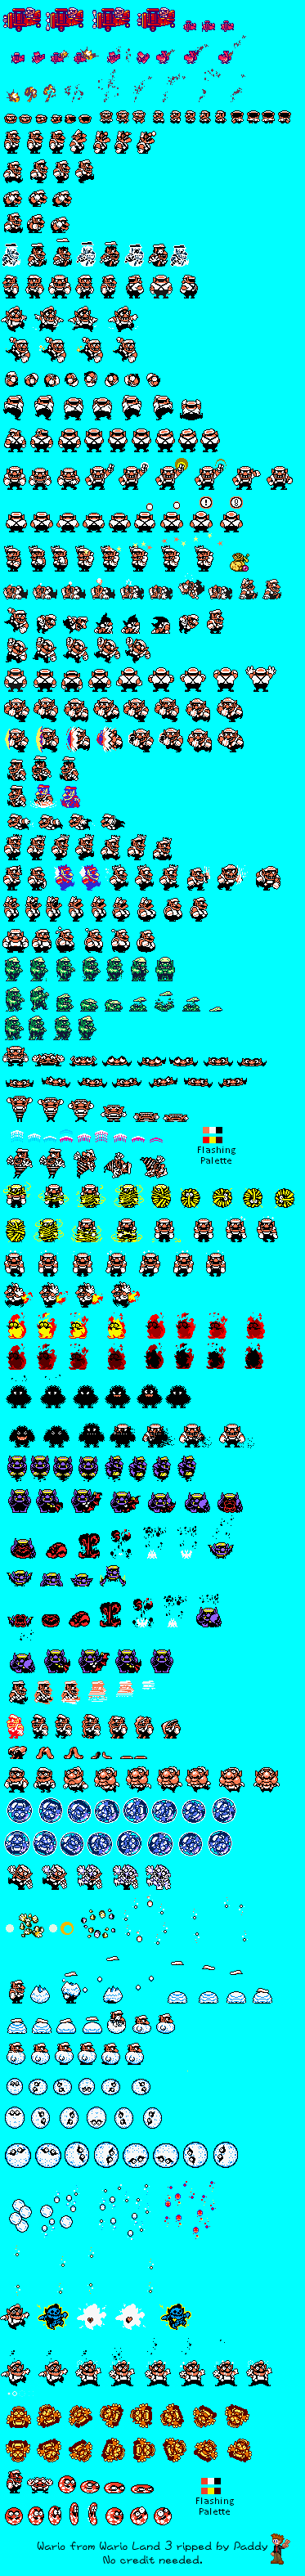 Flashing
Palette
Flashing
Palette
Wario from Wario Land 3 ripped by Paddy
No credit needed.